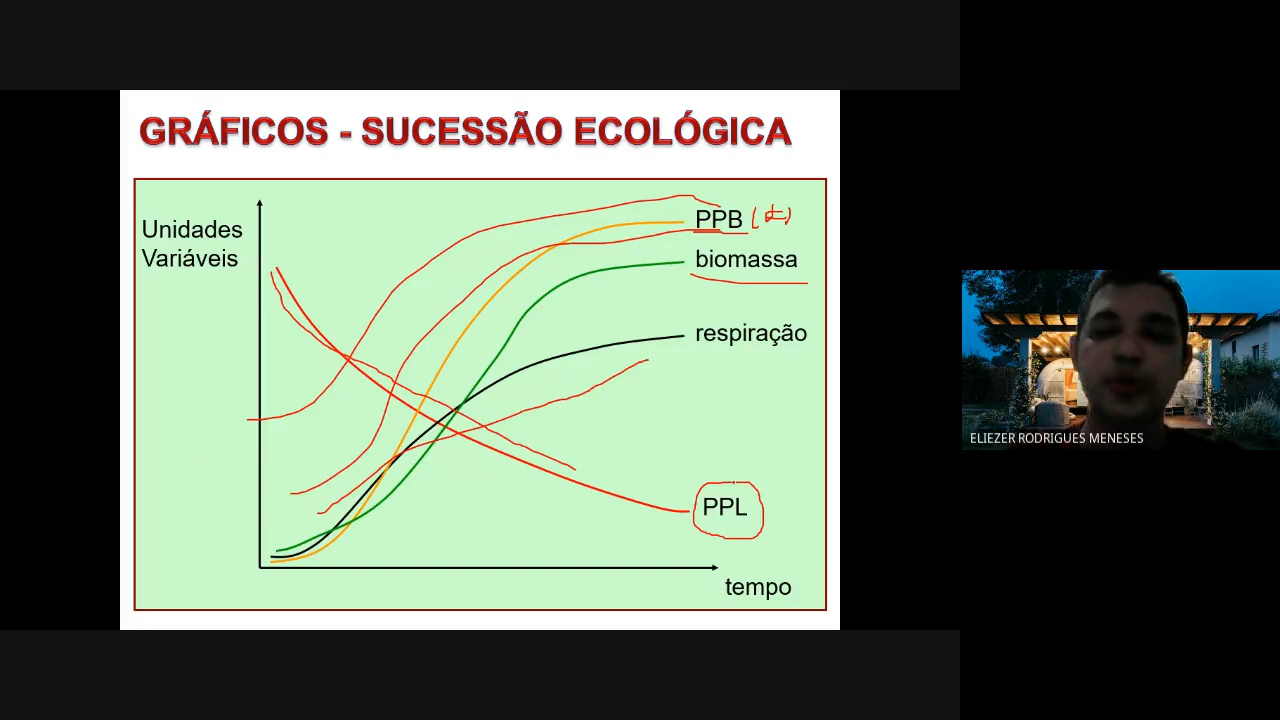 GRÁFICOS - SUCESSÃO ECOLÓGICA
Unidades
Variáveis
PPB
biomassa
respiração
PPL
tempo
ELIEZER RODRIGUES MENESES